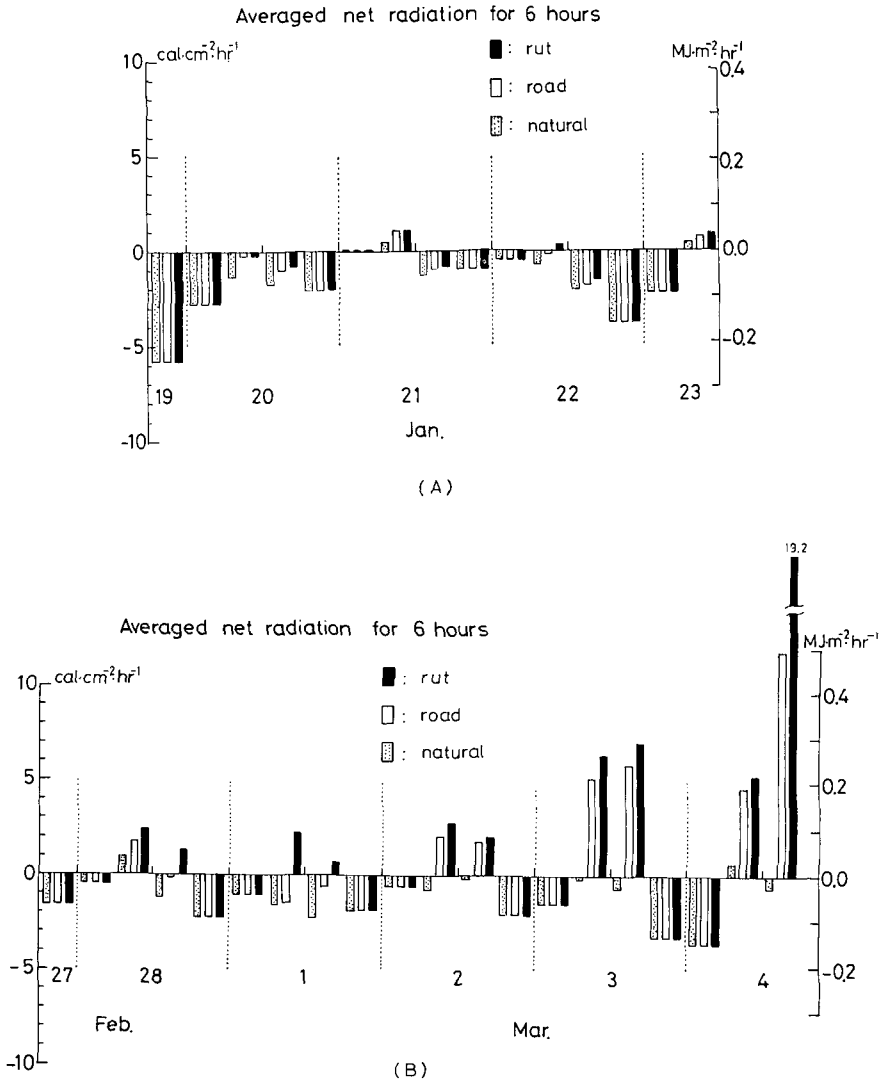 Averaged net radiation for 6 hours
cal·cm⁻²·hr⁻¹
MJ·m⁻²·hr⁻¹
: rut
: road
: natural
10
5
0
-5
-10
0.4
0.2
0.0
-0.2
19 20 21 22 23
Jan.
(A)
13.2
Averaged net radiation for 6 hours
cal·cm⁻²·hr⁻¹
MJ·m⁻²·hr⁻¹
: rut
: road
: natural
10
5
0
-5
-10
0.4
0.2
0.0
-0.2
27 28 1 2 3 4
Feb. Mar.
(B)